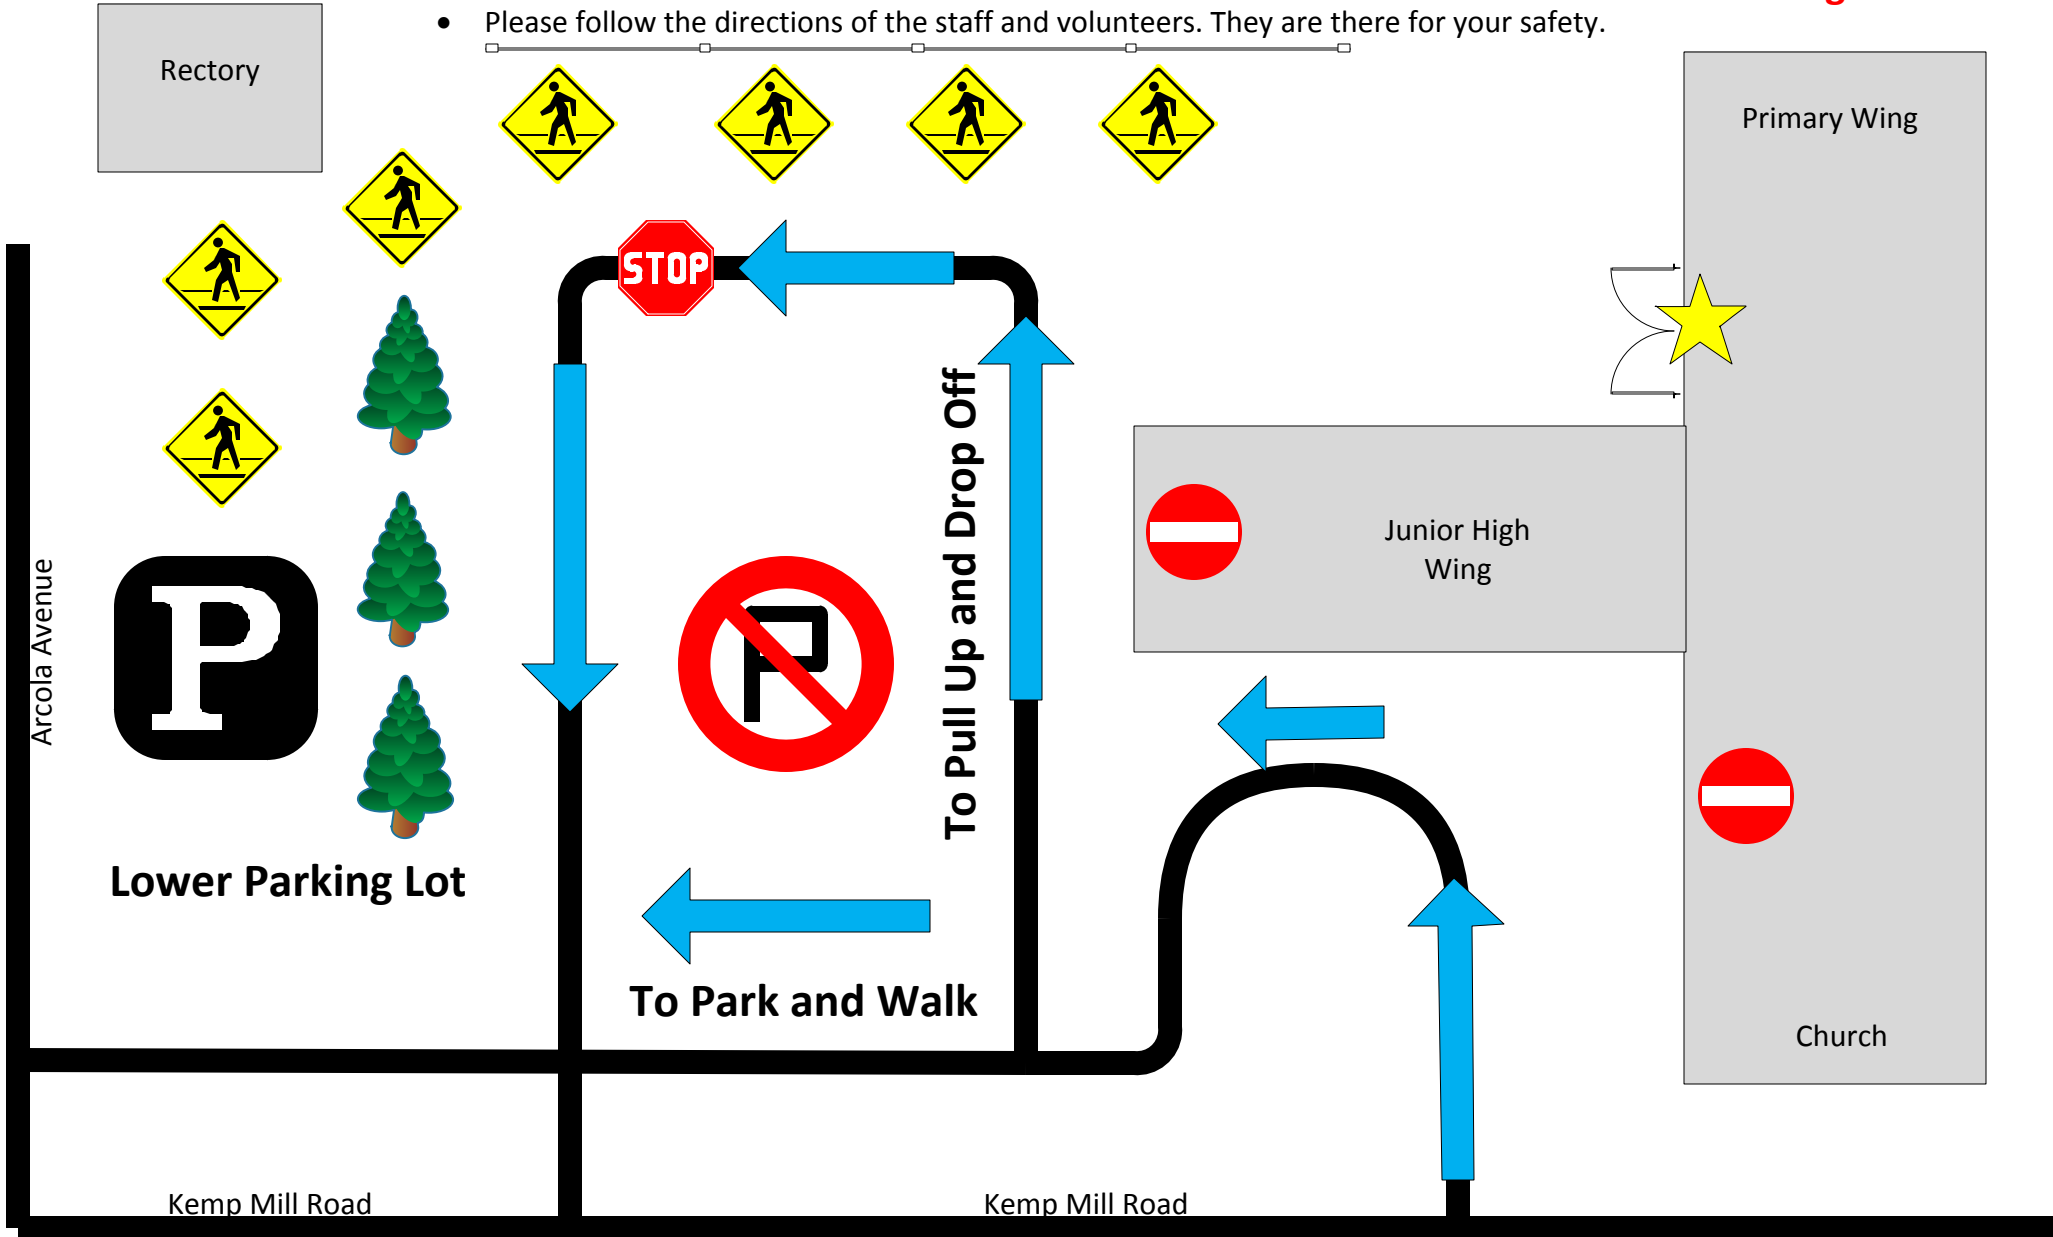 • Please follow the directions of the staff and volunteers. They are there for your safety.
Rectory
Primary Wing
STOP
To Pull Up and Drop Off
Junior High
Wing
Arcola Avenue
P
P
Lower Parking Lot
To Park and Walk
Church
Kemp Mill Road
Kemp Mill Road